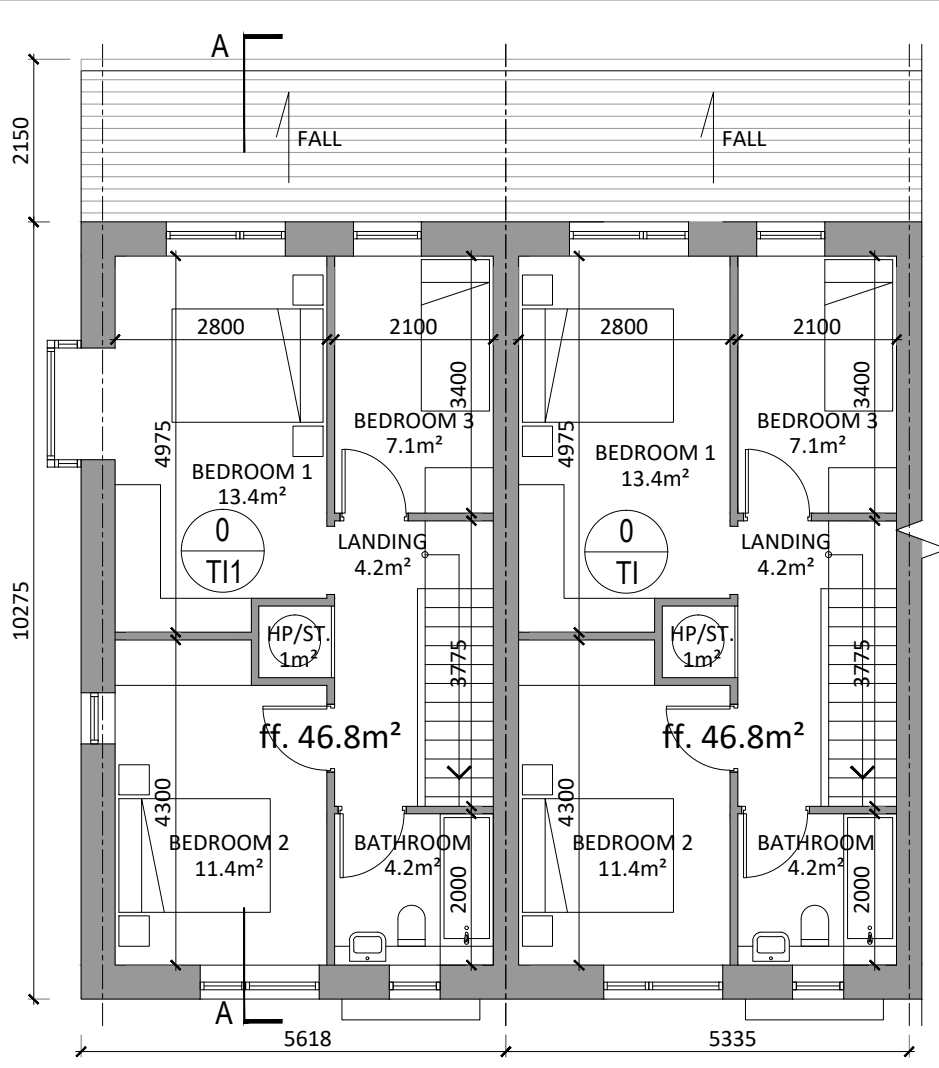 A
2150
FALL
FALL
2800
2100
2800
2100
3400
3400
BEDROOM 3
7.1m²
BEDROOM 3
7.1m²
4975
4975
BEDROOM 1
13.4m²
BEDROOM 1
13.4m²
0
TI1
0
TI
LANDING
4.2m²
LANDING
4.2m²
10275
HP/ST.
1m²
HP/ST.
1m²
3775
3775
ff. 46.8m²
ff. 46.8m²
4300
4300
BEDROOM 2
11.4m²
BATHROOM
4.2m²
BEDROOM 2
11.4m²
BATHROOM
4.2m²
2000
2000
A
5618
5335